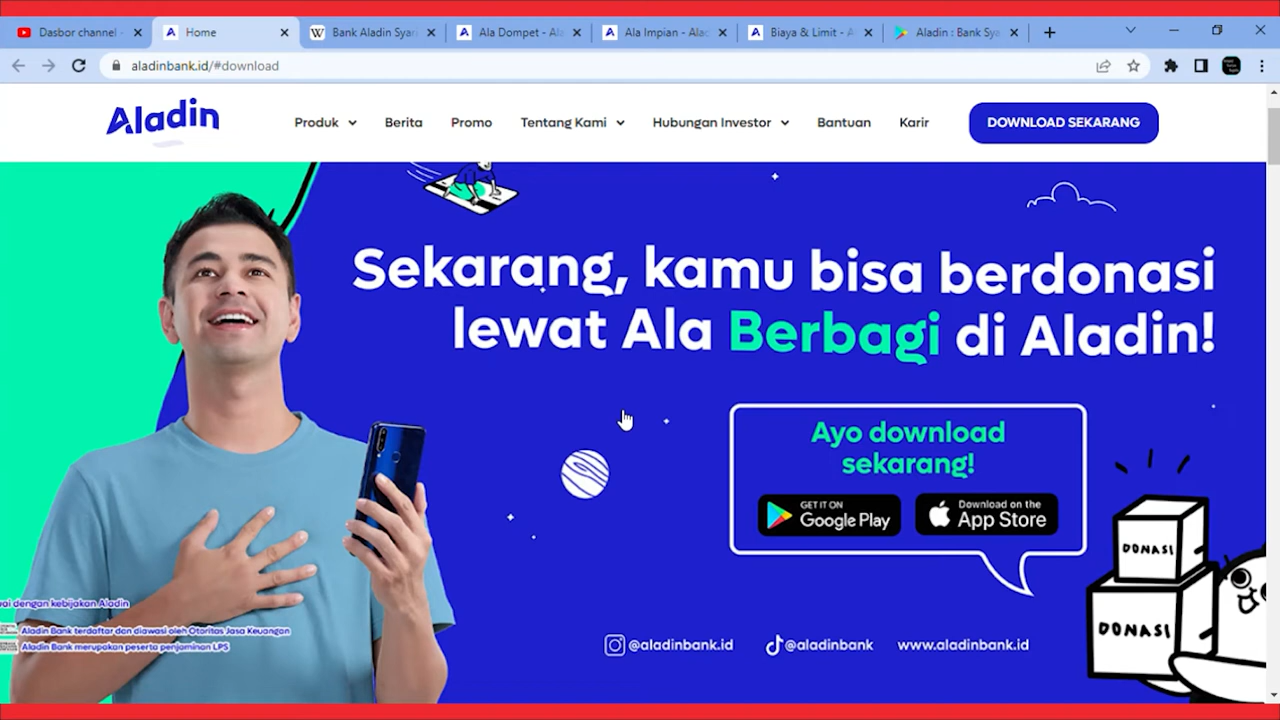 Dasbor channel -
Home
Bank Aladin Syar
Ala Dompet - Ala
Ala Impian - Alad
Biaya & Limit - A
Aladin : Bank Sya
aladinbank.id/#download
Aladin
Produk
Berita
Promo
Tentang Kami
Hubungan Investor
Bantuan
Karir
DOWNLOAD SEKARANG
Sekarang, kamu bisa berdonasi
lewat Ala Berbagi di Aladin!
Ayo download
sekarang!
GET IT ON
Google Play
Download on the
App Store
DONASI
DONASI
dengan kebijakan Aladin
Aladin Bank terdaftar dan diawasi oleh Otoritas Jasa Keuangan
Aladin Bank merupakan peserta penjaminan LPS
@aladinbank.id
@aladinbank
www.aladinbank.id